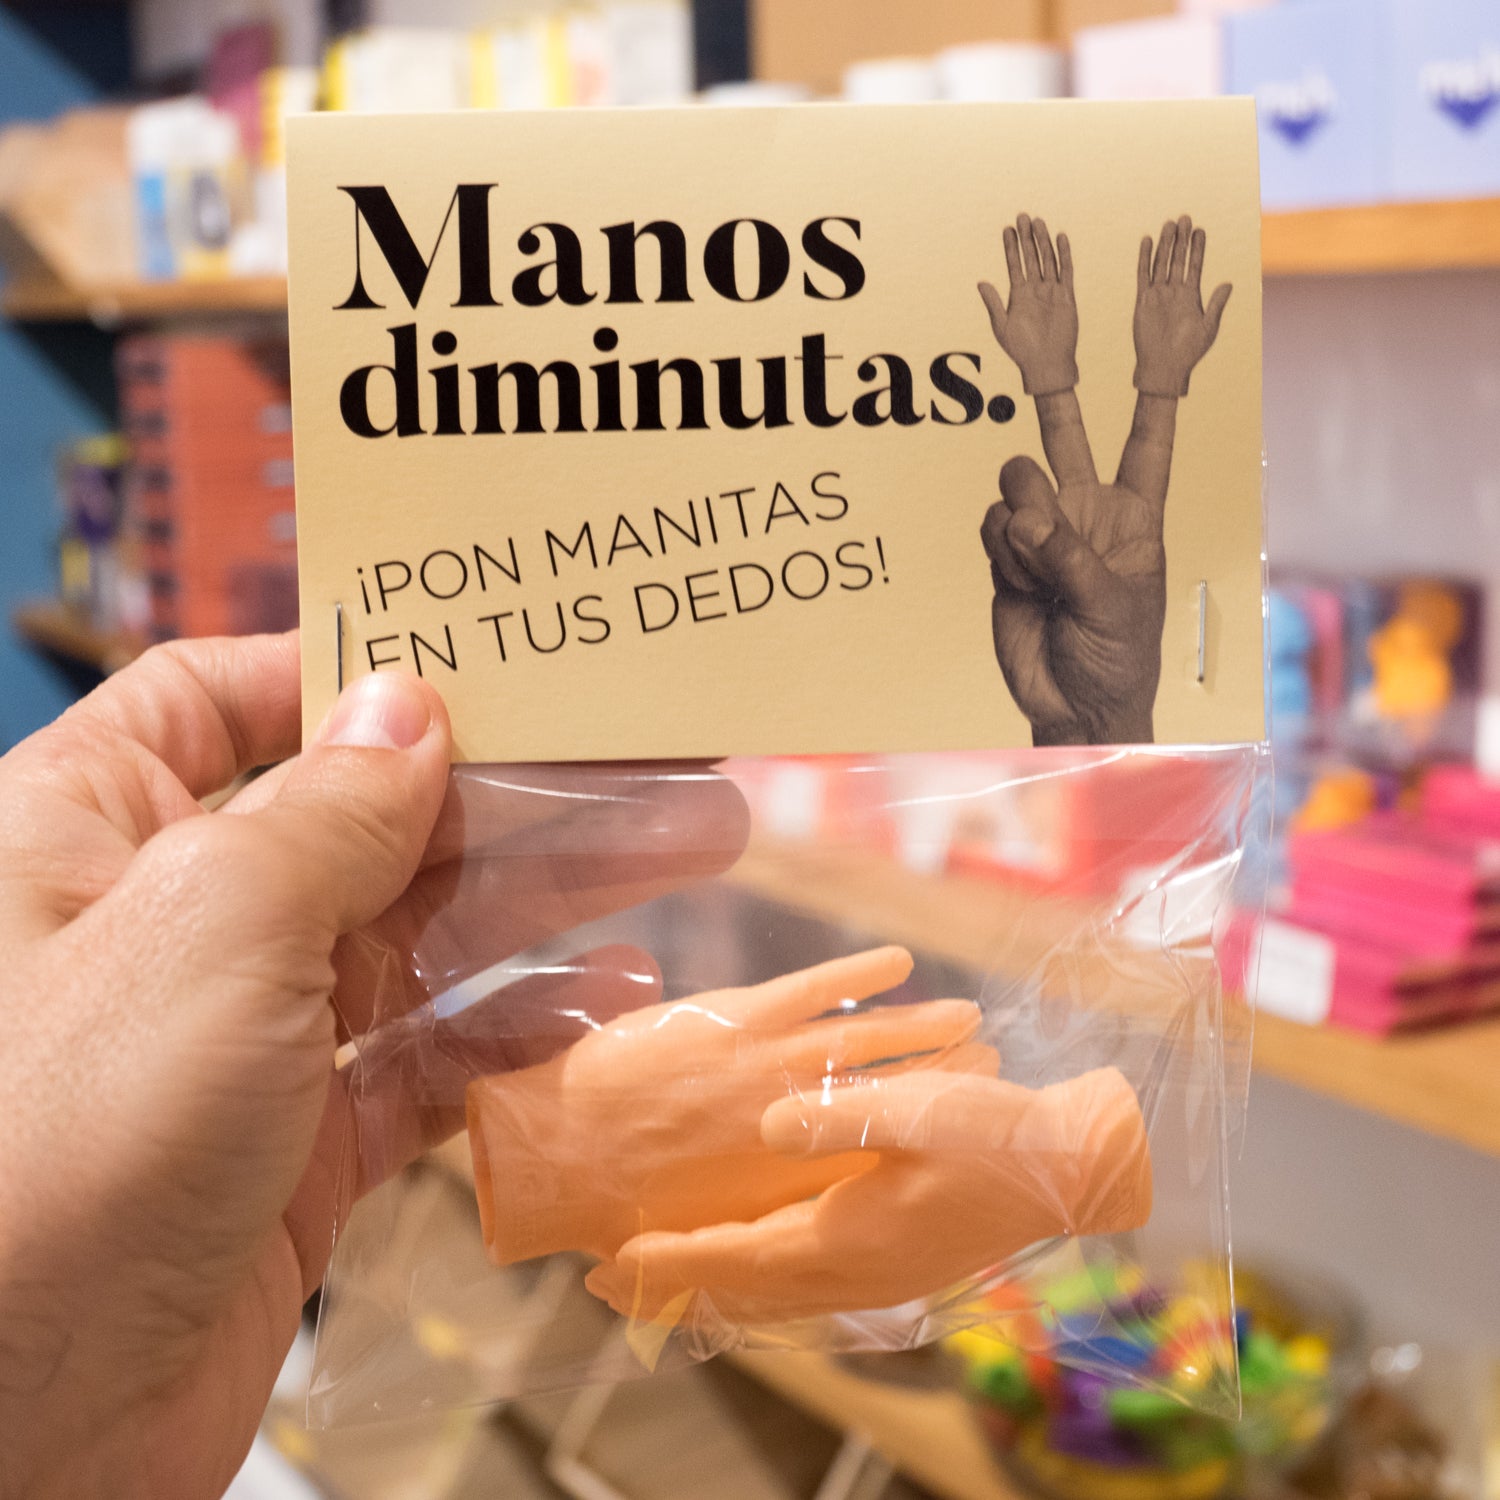 Manos
diminutas.
¡PON MANITAS
EN TUS DEDOS!